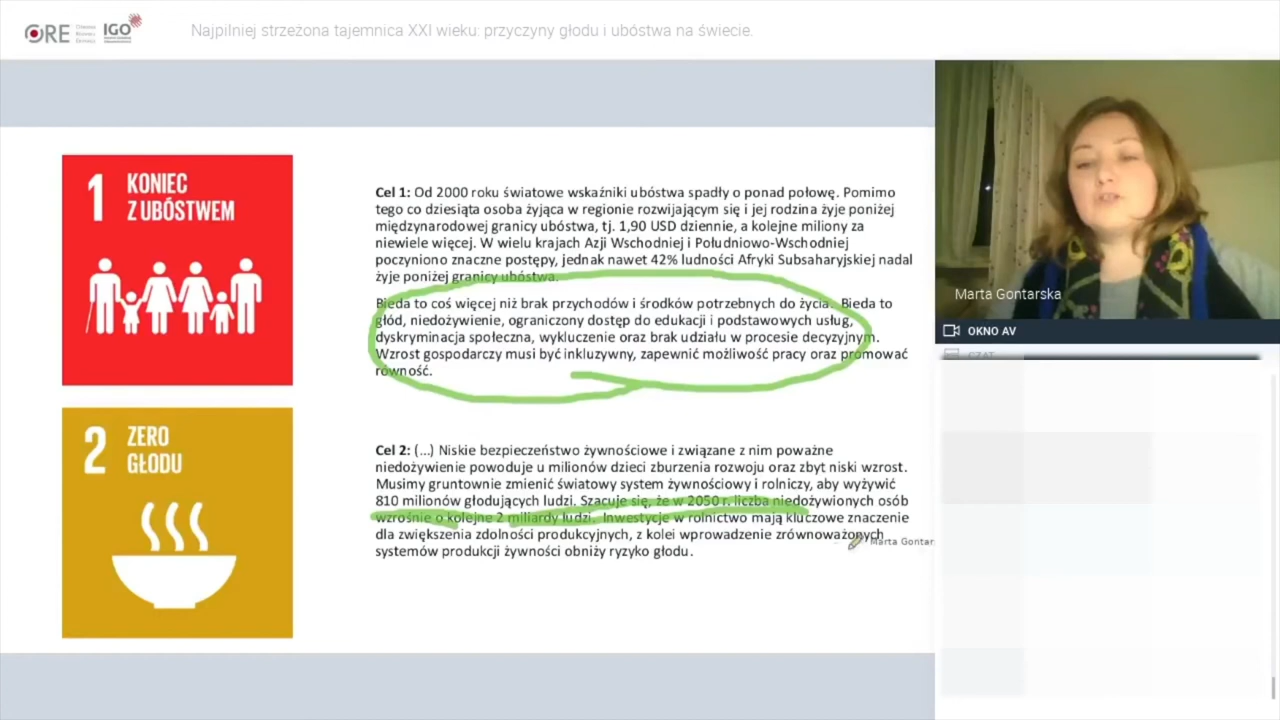 ORE
IGO
Najpilniej strzeżona tajemnica XXI wieku: przyczyny głodu i ubóstwa na świecie.
1 KONIEC
Z UBÓSTWEM
Cel 1: Od 2000 roku światowe wskaźniki ubóstwa spadły o ponad połowę. Pomimo
tego co dziesiąta osoba żyjąca w regionie rozwijającym się i jej rodzina żyje poniżej
międzynarodowej granicy ubóstwa, tj. 1,90 USD dziennie, a kolejne miliony za
niewiele więcej. W wielu krajach Azji Wschodniej i Południowo-Wschodniej
poczyniono znaczne postępy, jednak nawet 42% ludności Afryki Subsaharyjskiej nadal
żyje poniżej granicy ubóstwa.
Bieda to coś więcej niż brak przychodów i środków potrzebnych do życia. Bieda to
głód, niedożywienie, ograniczony dostęp do edukacji i podstawowych usług,
dyskryminacja społeczna, wykluczenie oraz brak udziału w procesie decyzyjnym.
Wzrost gospodarczy musi być inkluzywny, zapewnić możliwość pracy oraz promować
równość.
2 ZERO
GŁODU
Cel 2: (...) Niskie bezpieczeństwo żywnościowe i związane z nim poważne
niedożywienie powoduje u milionów dzieci zburzenia rozwoju oraz zbyt niski wzrost.
Musimy gruntownie zmienić światowy system żywnościowy i rolniczy, aby wyżywić
810 milionów głodujących ludzi. Szacuje się, że w 2050 r. liczba niedożywionych osób
wzrośnie o kolejne 2 miliardy ludzi. Inwestycje w rolnictwo mają kluczowe znaczenie
dla zwiększenia zdolności produkcyjnych, z kolei wprowadzenie zrównoważonych
systemów produkcji żywności obniży ryzyko głodu.
Marta Gontar
Marta Gontarska
OKNO AV
CZAT